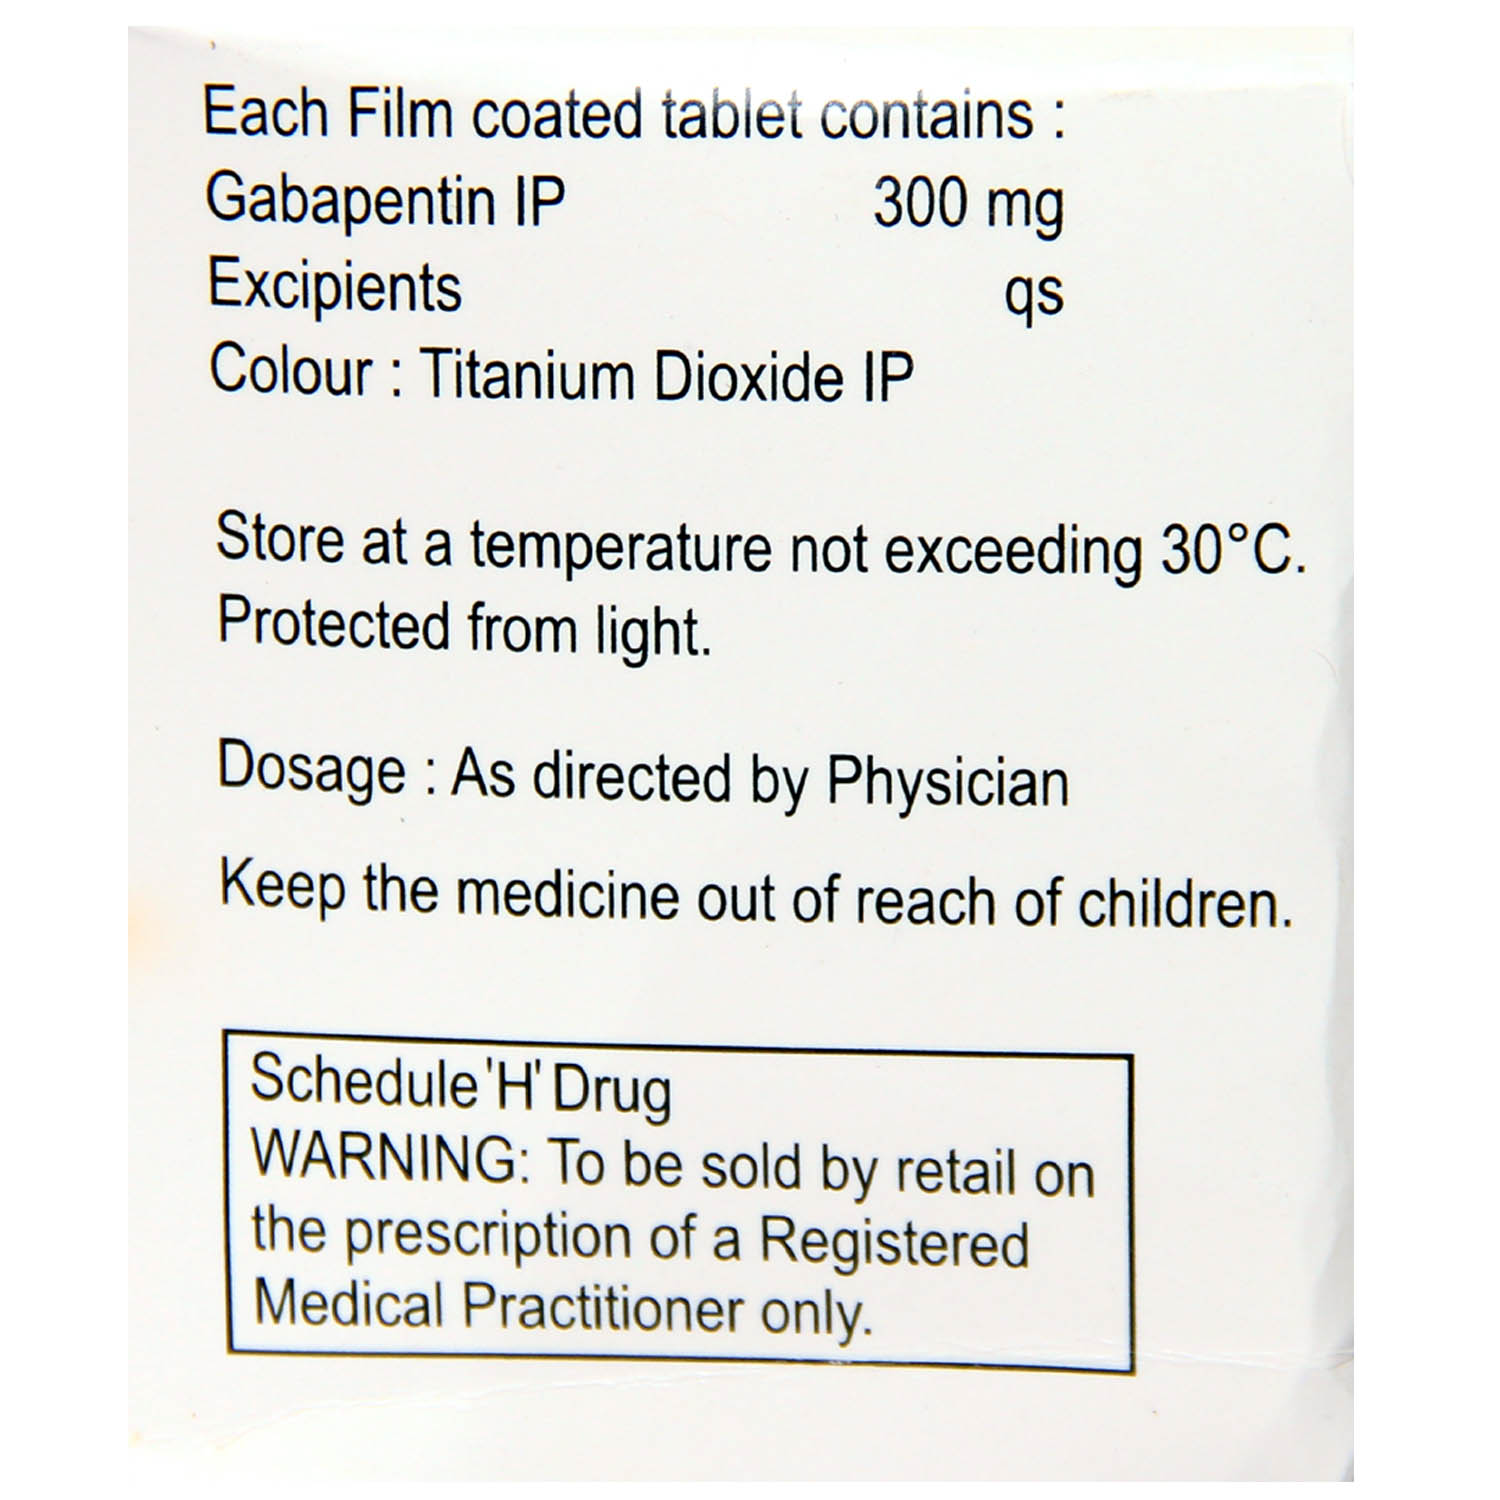 Each Film coated tablet contains :
Gabapentin IP 300 mg
Excipients qs
Colour : Titanium Dioxide IP
Store at a temperature not exceeding 30°C.
Protected from light.
Dosage : As directed by Physician
Keep the medicine out of reach of children.
Schedule 'H' Drug
WARNING: To be sold by retail on
the prescription of a Registered
Medical Practitioner only.